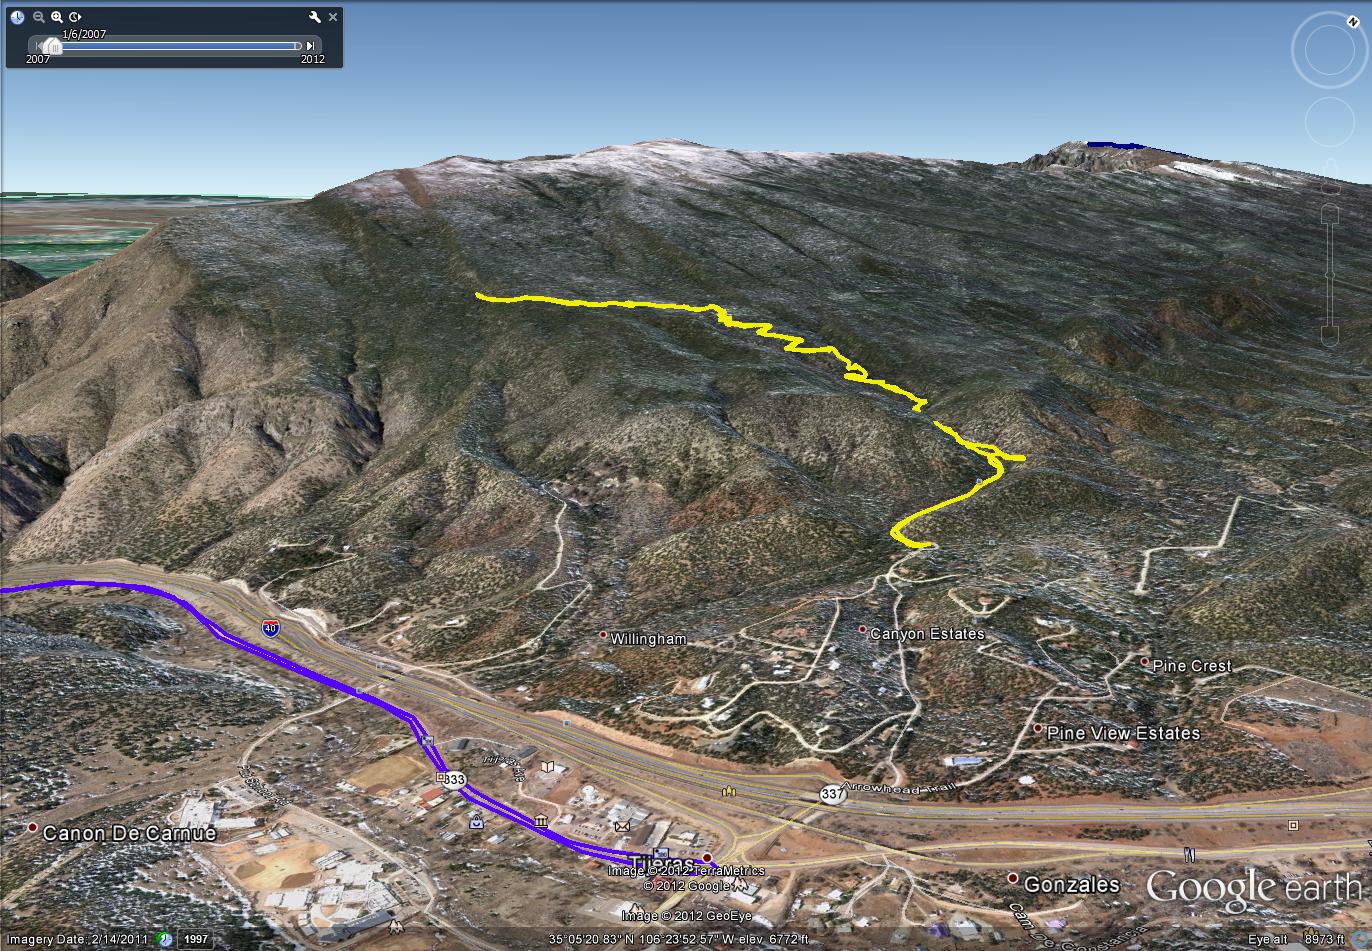 1/6/2007
2007
2012
N
40
Willingham
Canyon Estates
Pine Crest
Pine View Estates
333
337
Arrowhead Trail
Canon De Carnue
Tijeras
Image © 2012 TerraMetrics
© 2012 Google
Gonzales
Google earth
Image © 2012 GeoEye
Imagery Date: 2/14/2011
1997
35°05'20.83" N 106°23'52.57" W elev 6772 ft
Eye alt 8973 ft